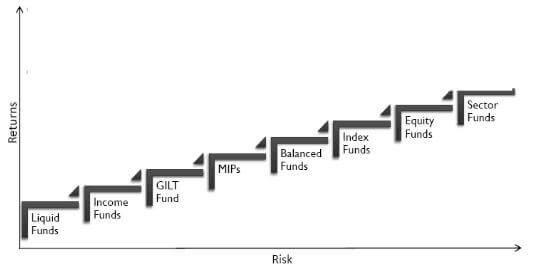 Returns
Liquid
Funds
Income
Funds
GILT
Fund
MIPs
Balanced
Funds
Index
Funds
Equity
Funds
Sector
Funds
Risk